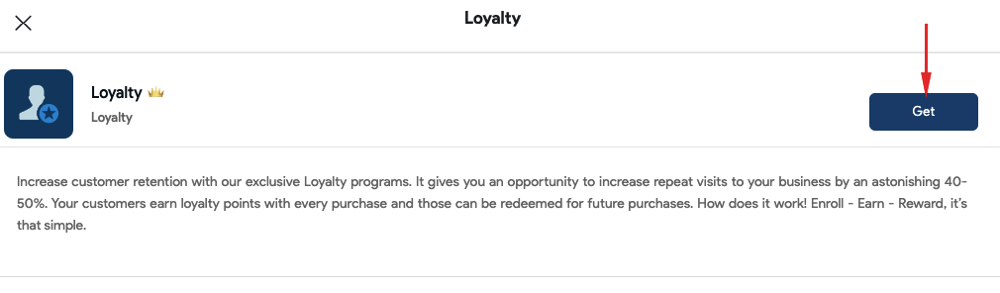 Loyalty
Loyalty
Loyalty
Get
Increase customer retention with our exclusive Loyalty programs. It gives you an opportunity to increase repeat visits to your business by an astonishing 40-
50%. Your customers earn loyalty points with every purchase and those can be redeemed for future purchases. How does it work! Enroll - Earn - Reward, it's
that simple.